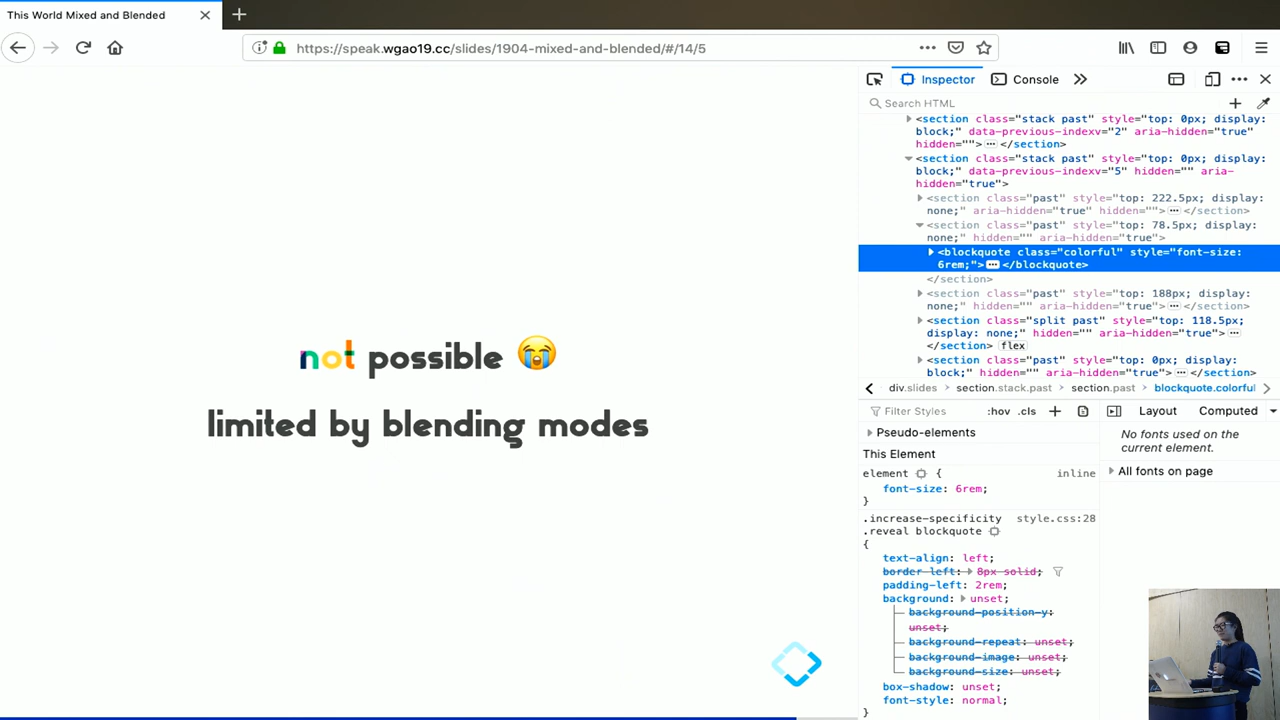 This World Mixed and Blended
https://speak.wgao19.cc/slides/1904-mixed-and-blended/#/14/5
Inspector
Console
Search HTML
<section class="stack past" style="top: 0px; display:
block;" data-previous-indexv="2" aria-hidden="true"
hidden="">…</section>
<section class="stack past" style="top: 0px; display:
block;" data-previous-indexv="5" hidden="" aria-
hidden="true">
<section class="past" style="top: 222.5px; display:
none;" aria-hidden="true" hidden="">…</section>
<section class="past" style="top: 78.5px; display:
none;" hidden="" aria-hidden="true">
<blockquote class="colorful" style="font-size:
6rem;">…</blockquote>
</section>
<section class="past" style="top: 188px; display:
none;" hidden="" aria-hidden="true">…</section>
<section class="split past" style="top: 118.5px;
display: none;" hidden="" aria-hidden="true">…
</section> flex
<section class="past" style="top: 0px; display:
block;" hidden="" aria-hidden="true">…</section>
div.slides
section.stack.past
section.past
blockquote.colorful
not possible 😭
limited by blending modes
Filter Styles
:hov .cls
Layout
Computed
Pseudo-elements
This Element
element {
inline
font-size: 6rem;
}
.increase-specificity
style.css:28
.reveal blockquote
{
text-align: left;
border-left: 8px solid;
padding-left: 2rem;
background: unset;
background-position-y:
unset;
background-repeat: unset;
background-image: unset;
background-size: unset;
box-shadow: unset;
font-style: normal;
}
No fonts used on the
current element.
All fonts on page